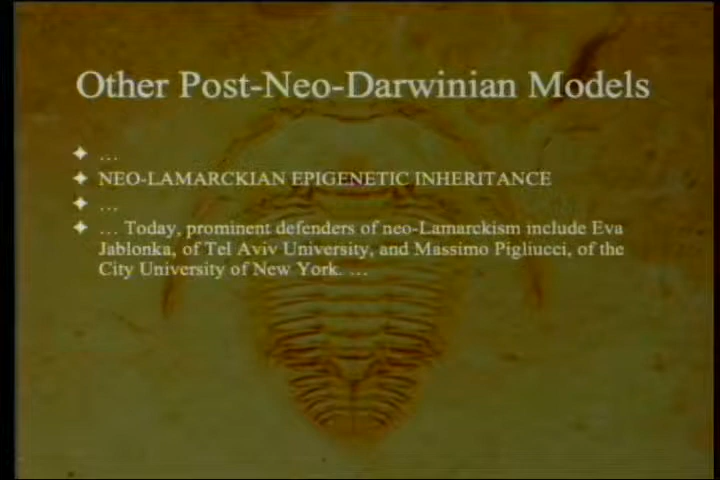 Other Post-Neo-Darwinian Models
✦ …
✦ NEO-LAMARCKIAN EPIGENETIC INHERITANCE
✦ …
✦ … Today, prominent defenders of neo-Lamarckism include Eva
Jablonka, of Tel Aviv University, and Massimo Pigliucci, of the
City University of New York. …